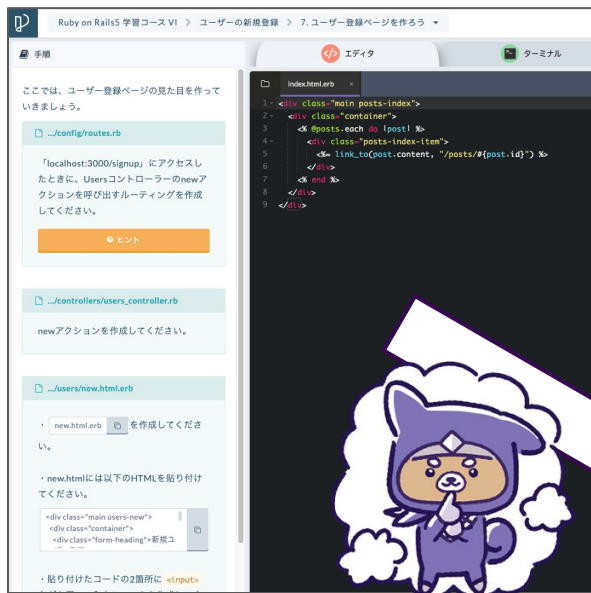 Ruby on Rails5 学習コース VI > ユーザーの新規登録 > 7. ユーザー登録ページを作ろう
手順
エディタ
ターミナル
ここでは、ユーザー登録ページの見た目を作って
いきましょう。
.../config/routes.rb
「localhost:3000/signup」にアクセスし
たときに、Usersコントローラーのnewア
クションを呼び出すルーティングを作成
してください。
ヒント
.../controllers/users_controller.rb
newアクションを作成してください。
.../users/new.html.erb
・ new.html.erb を作成してくださ
い。
・new.htmlには以下のHTMLを貼り付け
てください。
<div class="main users-new">
<div class="container">
<div class="form-heading">新規ユ
・貼り付けたコードの2箇所に <input>
index.html.erb ×
1 <div class="main posts-index">
2 <div class="container">
3 <% @posts.each do |post| %>
4 <div class="posts-index-item">
5 <%= link_to(post.content, "/posts/#{post.id}") %>
6 </div>
7 <% end %>
8 </div>
9 </div>